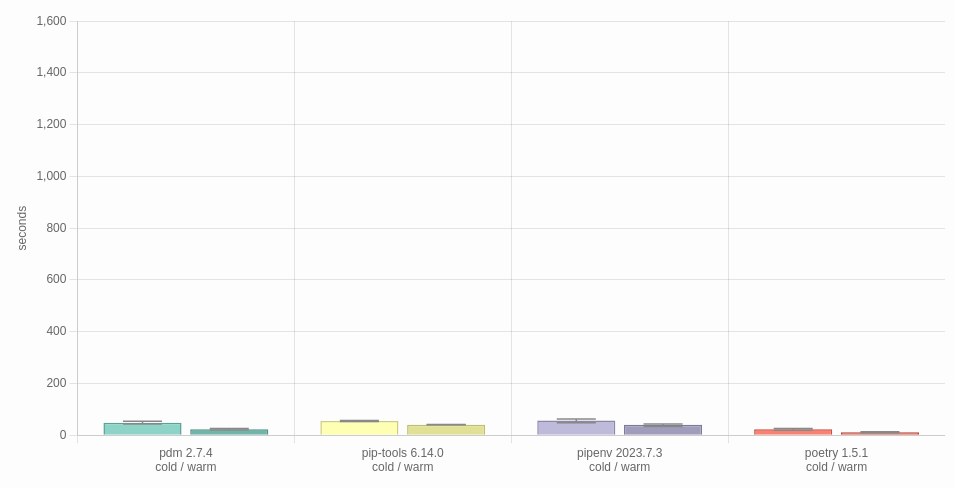 1,600
1,400
1,200
1,000
800
600
400
200
0
seconds
pdm 2.7.4
cold / warm
pip-tools 6.14.0
cold / warm
pipenv 2023.7.3
cold / warm
poetry 1.5.1
cold / warm